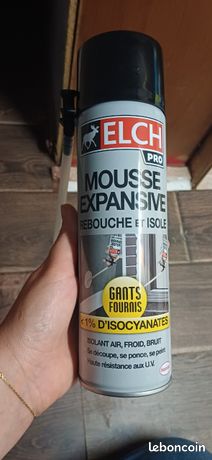 ELCH
PRO
MOUSSE
EXPANSIVE
REBOUCHE et ISOLE
GANTS
FOURNIS
<1% D'ISOCYANATES
ISOLANT AIR, FROID, BRUIT
Se découpe, se ponce, se peint
Haute résistance aux U.V.
leboncoin